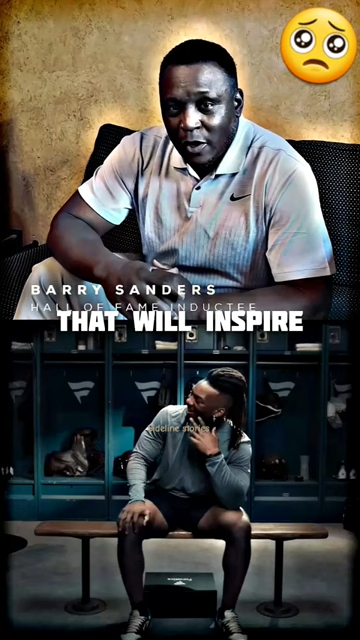 BARRY SANDERS
HALL OF FAME INDUCTEE
THAT WILL INSPIRE
sideline stories